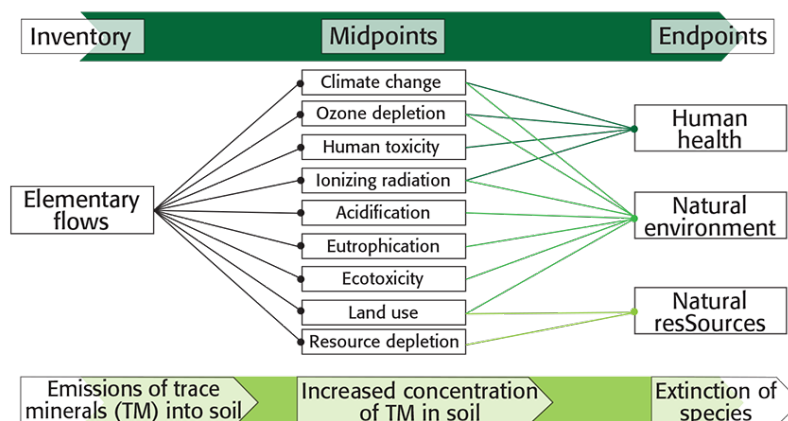 Inventory
Midpoints
Endpoints
Climate change
Ozone depletion
Human toxicity
Ionizing radiation
Acidification
Eutrophication
Ecotoxicity
Land use
Resource depletion
Elementary
flows
Human
health
Natural
environment
Natural
resSources
Emissions of trace
minerals (TM) into soil
Increased concentration
of TM in soil
Extinction of
species